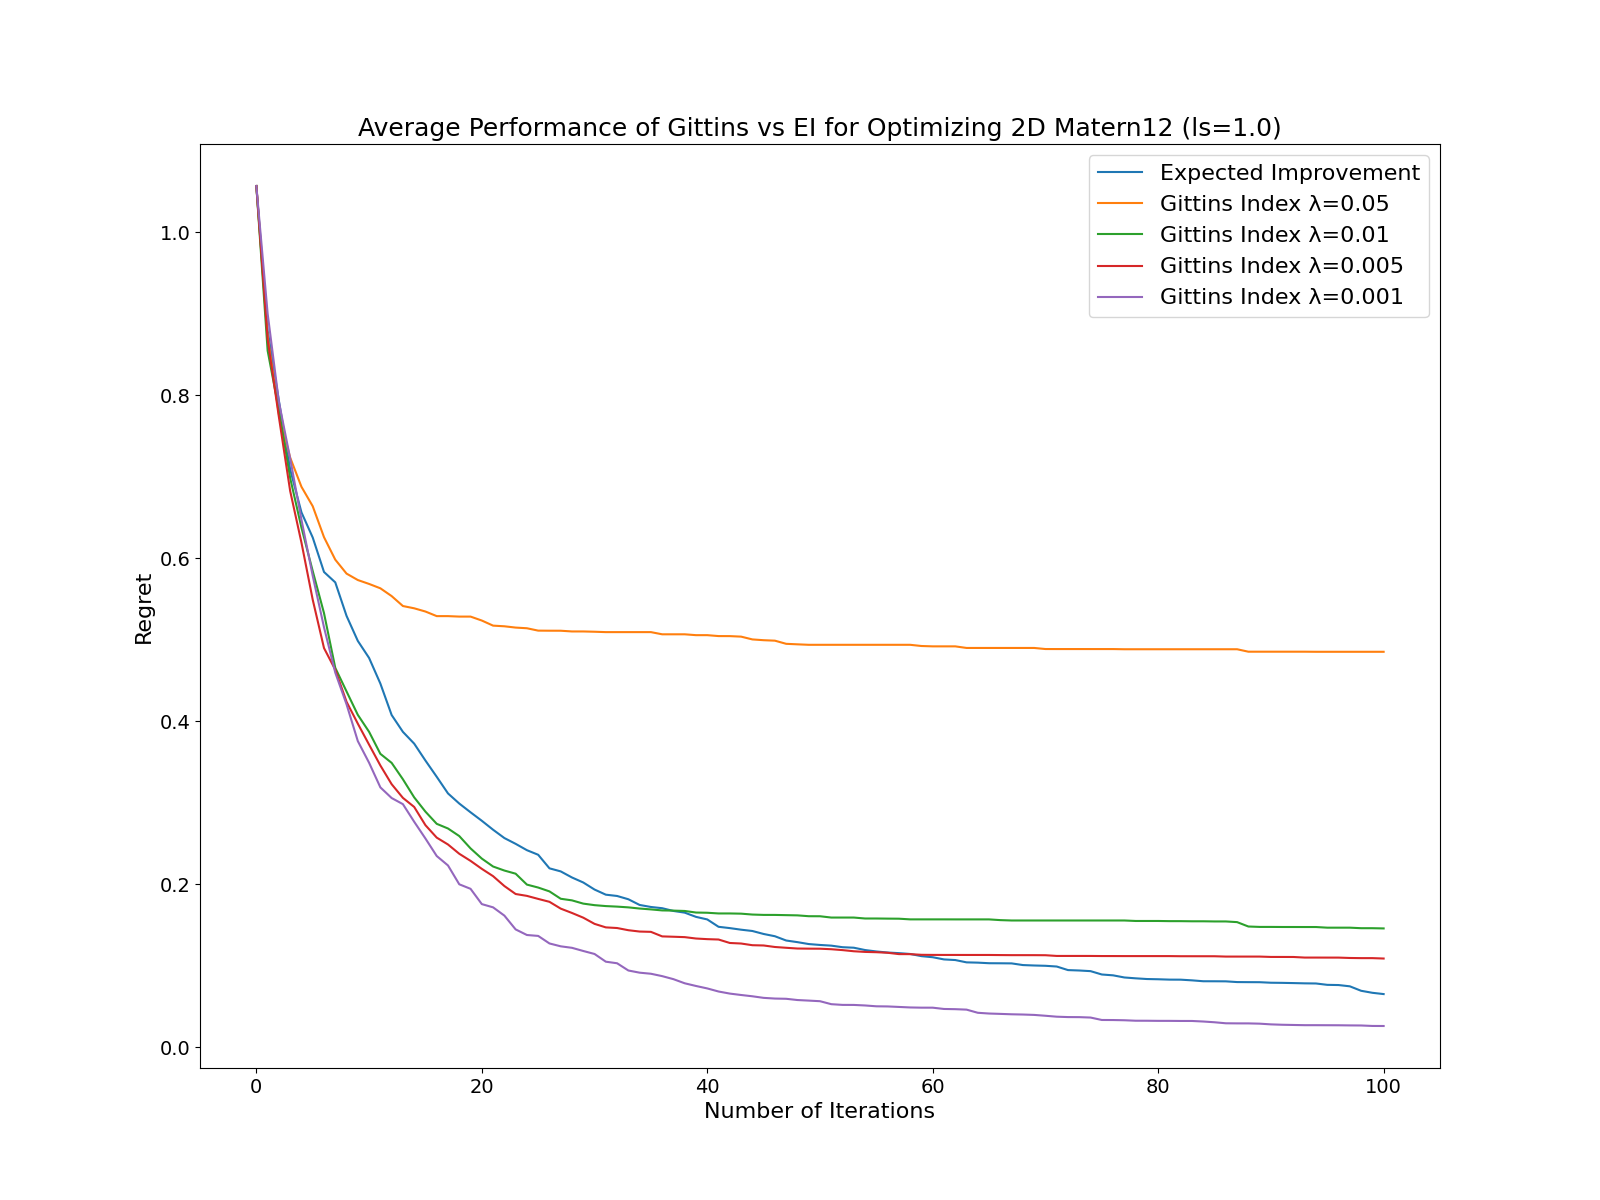 Average Performance of Gittins vs EI for Optimizing 2D Matern12 (ls=1.0)
Expected Improvement
Gittins Index λ=0.05
Gittins Index λ=0.01
Gittins Index λ=0.005
Gittins Index λ=0.001
Regret
1.0
0.8
0.6
0.4
0.2
0.0
0 20 40 60 80 100
Number of Iterations